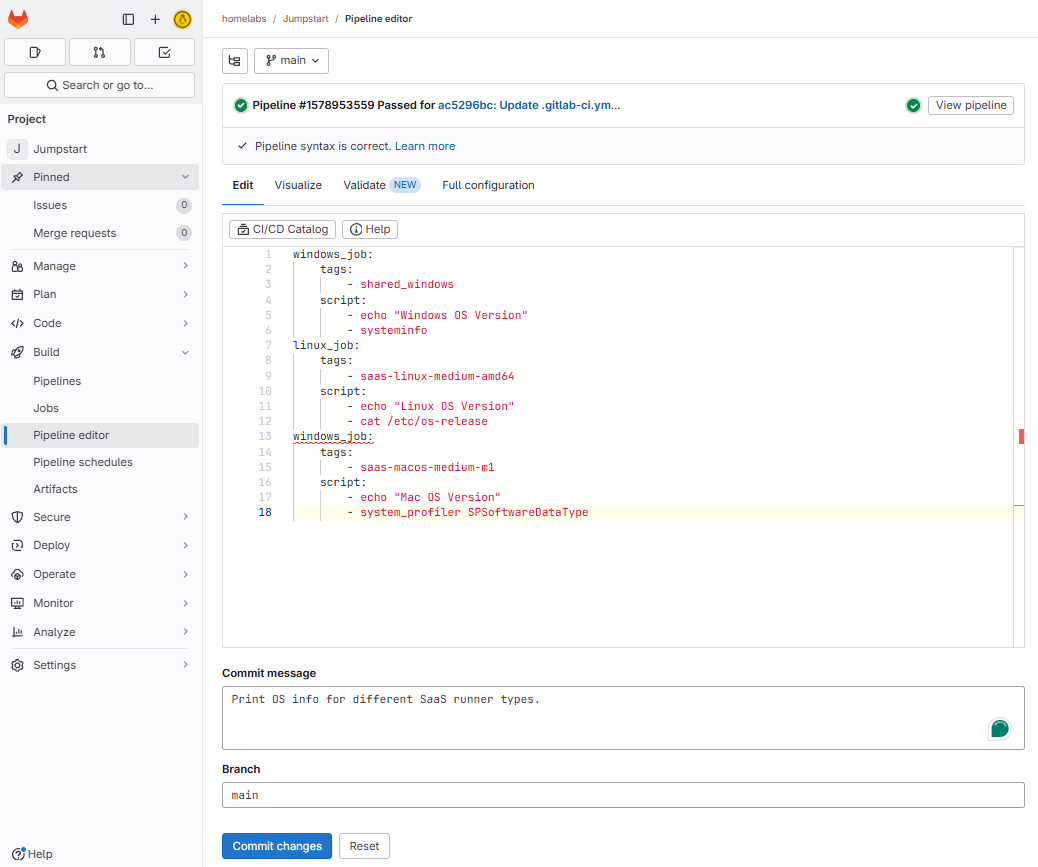 homelabs / Jumpstart / Pipeline editor
Search or go to...
Project
J Jumpstart
Pinned
Issues 0
Merge requests 0
Manage
Plan
Code
Build
Pipelines
Jobs
Pipeline editor
Pipeline schedules
Artifacts
Secure
Deploy
Operate
Monitor
Analyze
Settings
Help
main
Pipeline #1578953559 Passed for ac5296bc: Update .gitlab-ci.ym...
View pipeline
Pipeline syntax is correct. Learn more
Edit Visualize Validate NEW Full configuration
CI/CD Catalog Help
1 windows_job:
2 tags:
3 - shared_windows
4 script:
5 - echo "Windows OS Version"
6 - systeminfo
7 linux_job:
8 tags:
9 - saas-linux-medium-amd64
10 script:
11 - echo "Linux OS Version"
12 - cat /etc/os-release
13 windows_job:
14 tags:
15 - saas-macos-medium-m1
16 script:
17 - echo "Mac OS Version"
18 - system_profiler SPSoftwareDataType
Commit message
Print OS info for different SaaS runner types.
Branch
main
Commit changes Reset